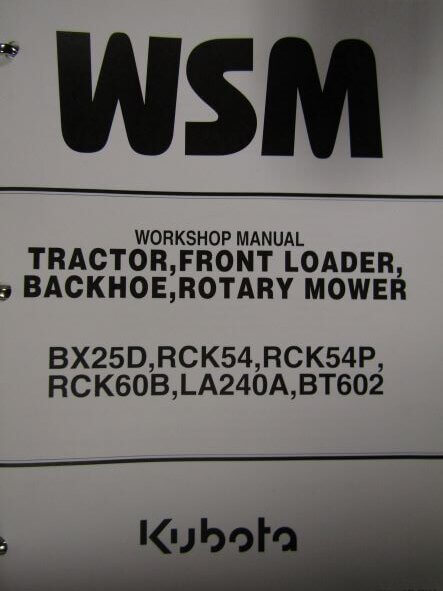 WSM
WORKSHOP MANUAL
TRACTOR,FRONT LOADER,
BACKHOE,ROTARY MOWER
BX25D,RCK54,RCK54P,
RCK60B,LA240A,BT602
Kubota